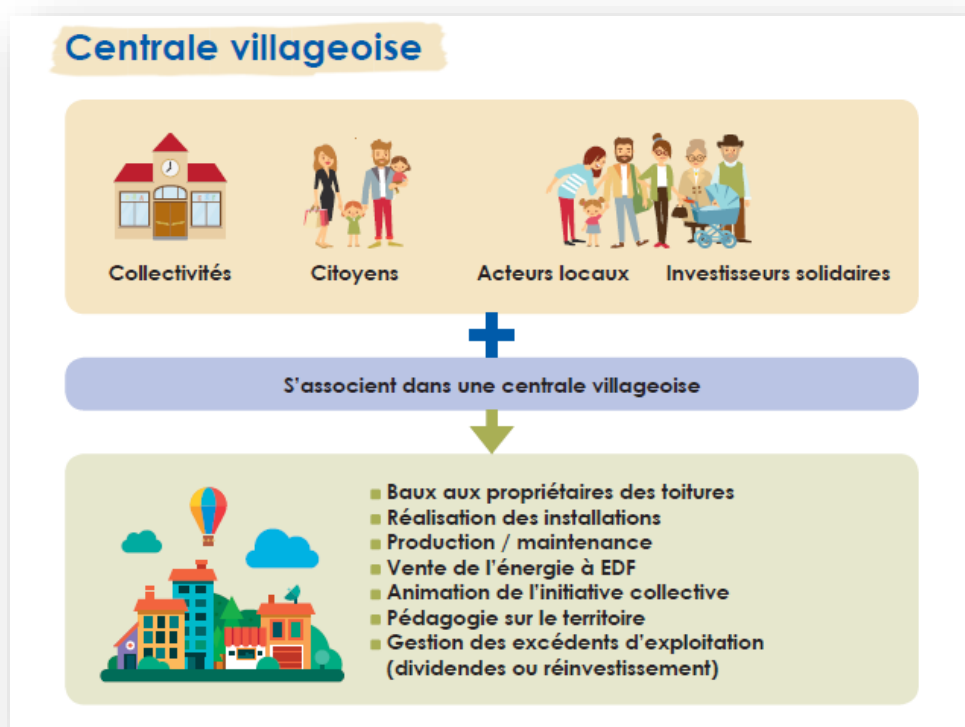 Centrale villageoise
Collectivités
Citoyens
Acteurs locaux
Investisseurs solidaires
S'associent dans une centrale villageoise
Baux aux propriétaires des toitures
Réalisation des installations
Production / maintenance
Vente de l'énergie à EDF
Animation de l'initiative collective
Pédagogie sur le territoire
Gestion des excédents d'exploitation
(dividendes ou réinvestissement)